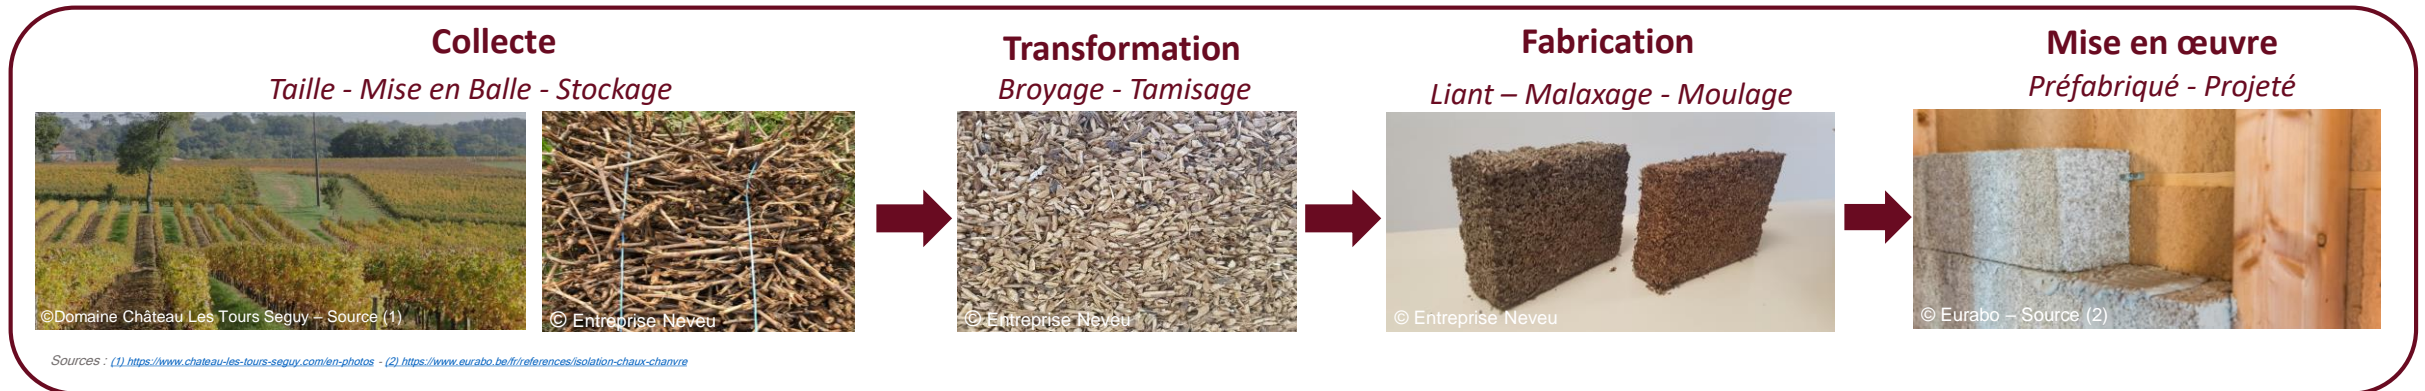 Collecte
Taille - Mise en Balle - Stockage
©Domaine Château Les Tours Seguy – Source (1)
© Entreprise Neveu
Transformation
Broyage - Tamisage
© Entreprise Neveu
Fabrication
Liant – Malaxage - Moulage
© Entreprise Neveu
Mise en œuvre
Préfabriqué - Projeté
© Eurabo – Source (2)
Sources : (1) https://www.chateau-les-tours-seguy.com/en-photos - (2) https://www.eurabo.be/fr/references/isolation-chaux-chanvre